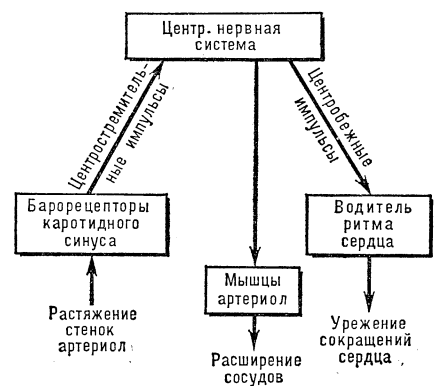 Центр. нервная
система
Центростремитель-
ные импульсы
Центробежные
импульсы
Барорецепторы
каротидного
синуса
Водитель
ритма
сердца
Мышцы
артериол
Растяжение
стенок
артериол
Расширение
сосудов
Урежение
сокращений
сердца